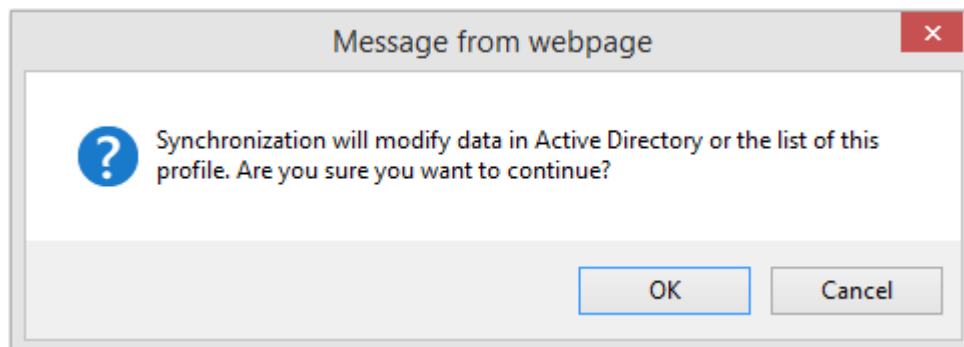 Message from webpage
Synchronization will modify data in Active Directory or the list of this
profile. Are you sure you want to continue?
OK
Cancel